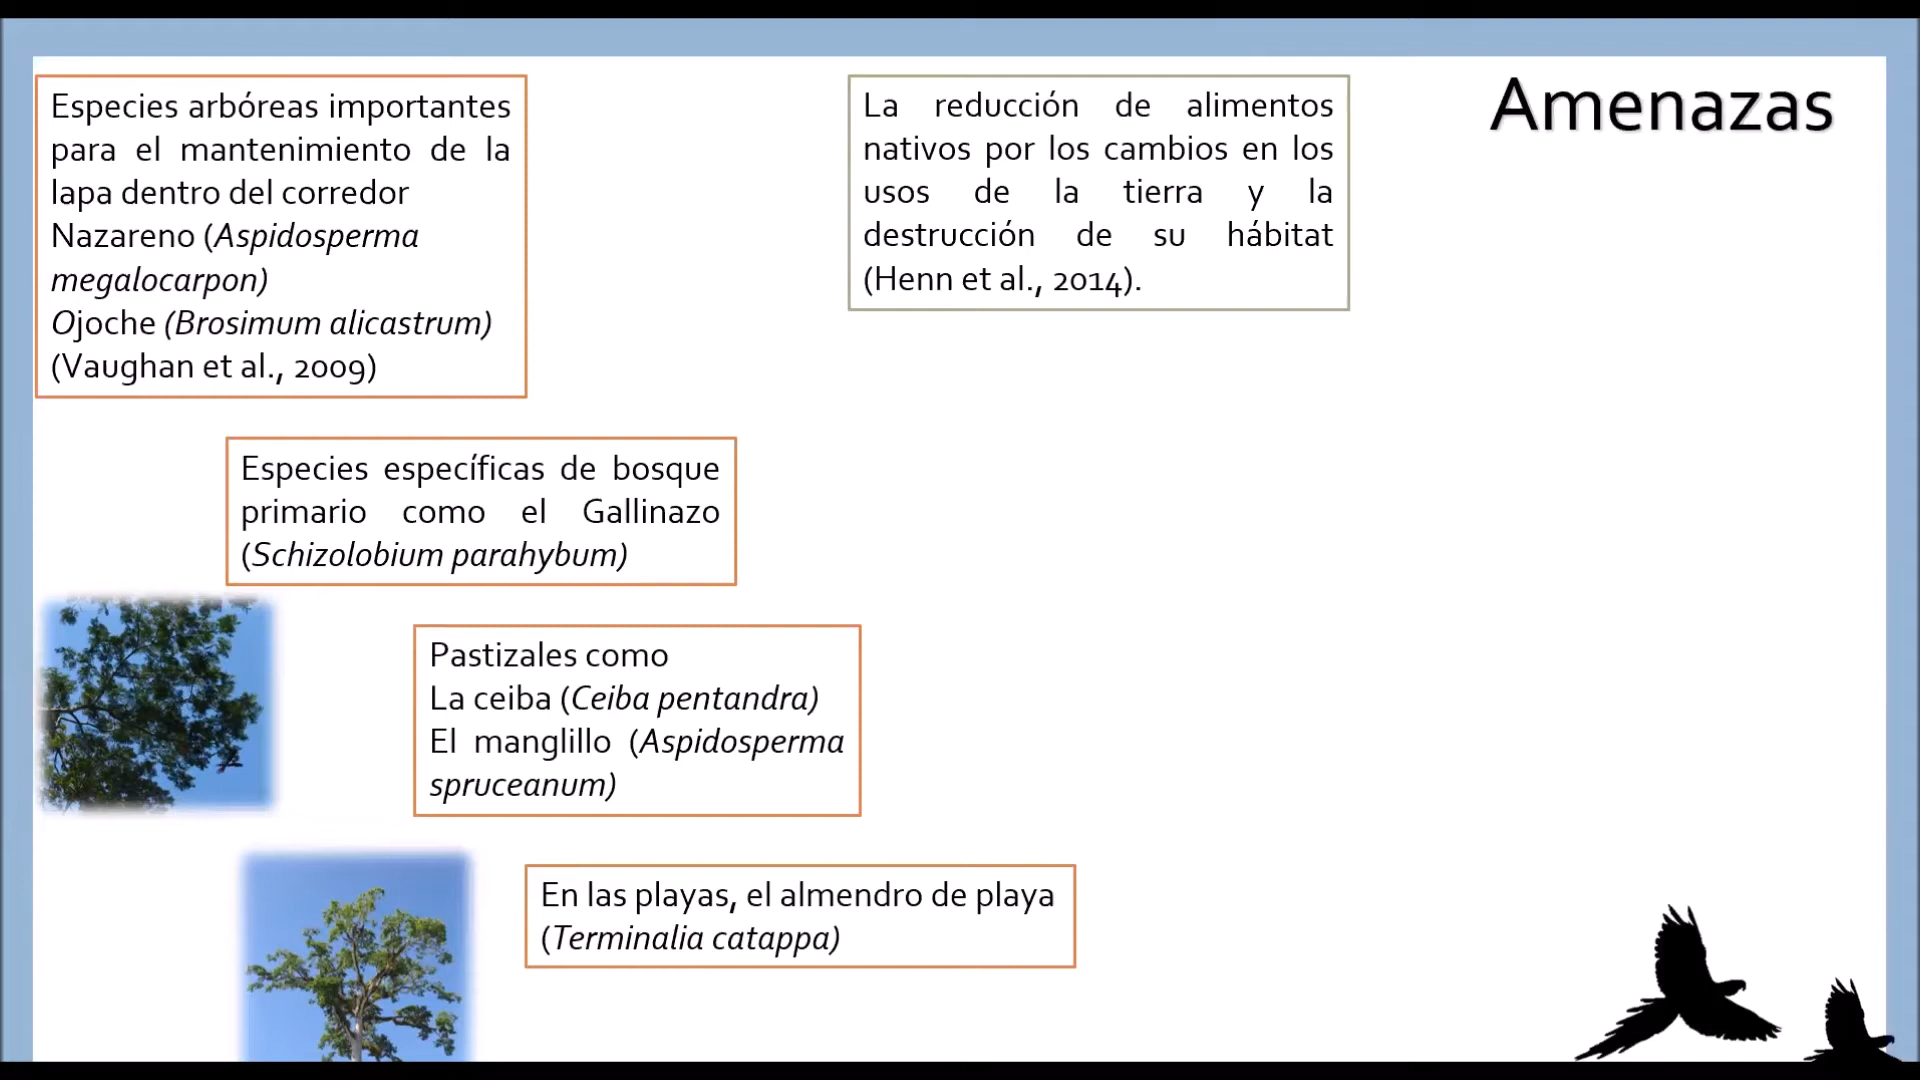 Amenazas
Especies arbóreas importantes
para el mantenimiento de la
lapa dentro del corredor
Nazareno (Aspidosperma
megalocarpon)
Ojoche (Brosimum alicastrum)
(Vaughan et al., 2009)
La reducción de alimentos
nativos por los cambios en los
usos de la tierra y la
destrucción de su hábitat
(Henn et al., 2014).
Especies específicas de bosque
primario como el Gallinazo
(Schizolobium parahybum)
Pastizales como
La ceiba (Ceiba pentandra)
El manglillo (Aspidosperma
spruceanum)
En las playas, el almendro de playa
(Terminalia catappa)